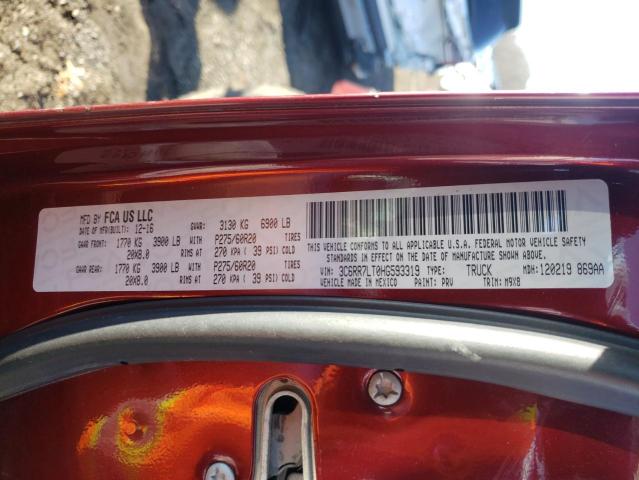 MFD BY FCA US LLC
DATE OF MFR(BUILT): 12-16 GVWR: 3130 KG 6900 LB
GAWR FRONT: 1770 KG 3900 LB P275/60R20 TIRES
20X8.0 RIMS AT 270 KPA( 39 PSI) COLD
GAWR REAR: 1770 KG 3900 LB P275/60R20 TIRES
20X8.0 RIMS AT 270 KPA( 39 PSI) COLD
THIS VEHICLE CONFORMS TO ALL APPLICABLE U.S.A. FEDERAL MOTOR VEHICLE SAFETY
STANDARDS IN EFFECT ON THE DATE OF MANUFACTURE SHOWN ABOVE.
VIN: 3C6RR7LT0HG593319 TYPE: TRUCK MDH: 120219 869AA
VEHICLE MADE IN MEXICO PAINT: PRV TRIM: M9X8